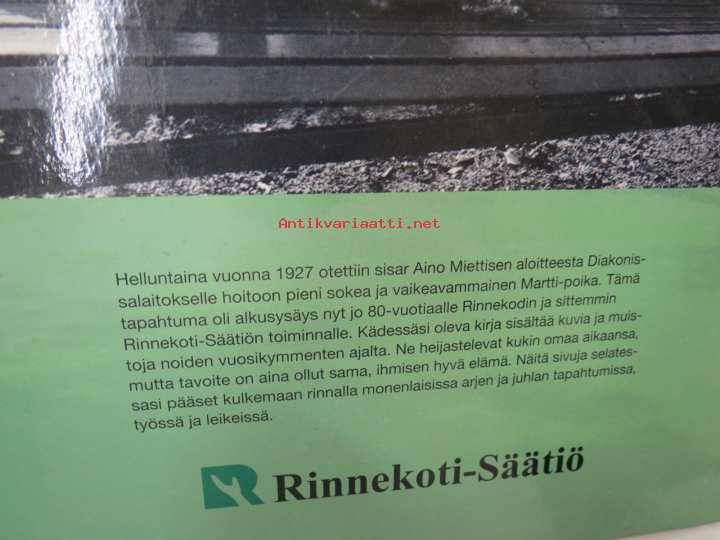 Antikvariaatti.net
Helluntaina vuonna 1927 otettiin sisar Aino Miettisen aloitteesta Diakonis-
salaitokselle hoitoon pieni sokea ja vaikeavammainen Martti-poika. Tämä
tapahtuma oli alkusysäys nyt jo 80-vuotiaalle Rinnekodin ja sittemmin
Rinnekoti-Säätiön toiminnalle. Kädessäsi oleva kirja sisältää kuvia ja muis-
toja noiden vuosikymmenten ajalta. Ne heijastelevat kukin omaa aikaansa,
mutta tavoite on aina ollut sama, ihmisen hyvä elämä. Näitä sivuja selates-
sasi pääset kulkemaan rinnalla monenlaisissa arjen ja juhlan tapahtumissa,
työssä ja leikeissä.
Rinnekoti-Säätiö